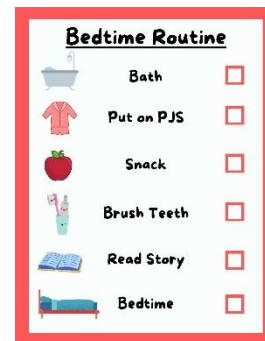 Bedtime Routine
Bath
Put on PJS
Snack
Brush Teeth
Read Story
Bedtime